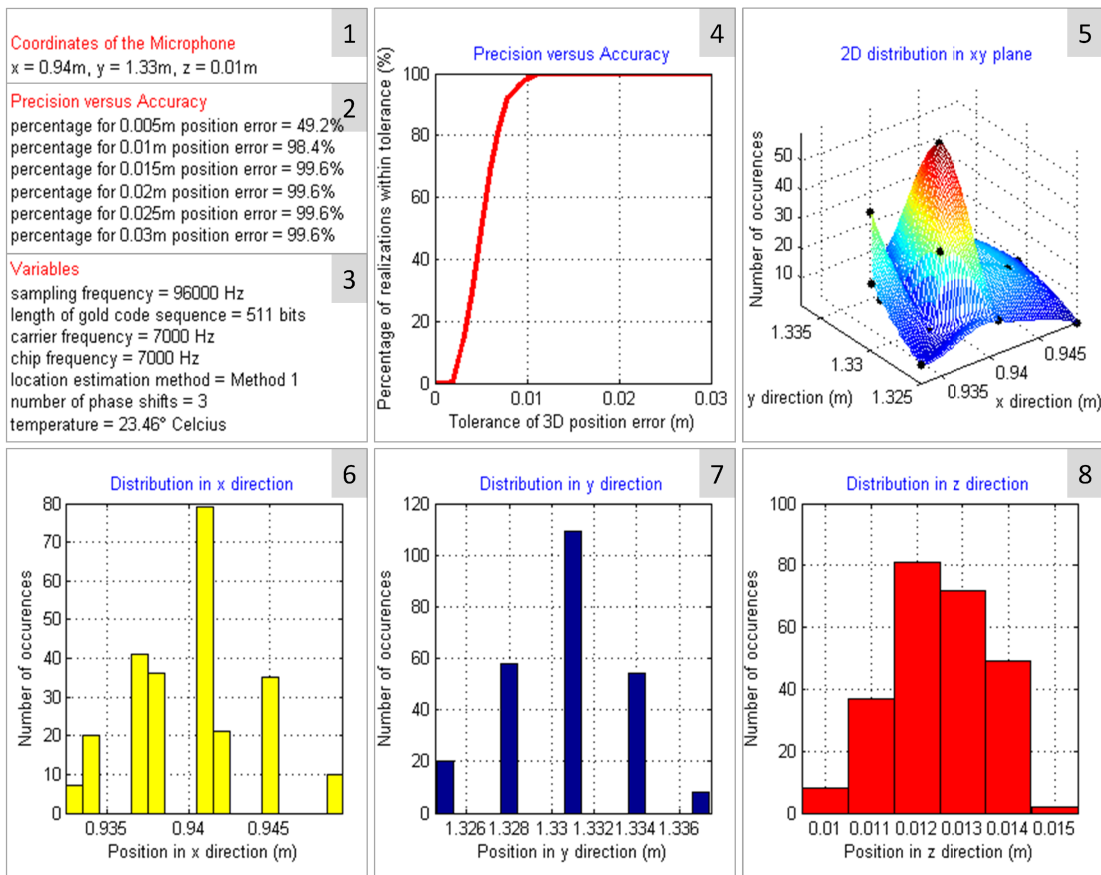 1
Coordinates of the Microphone
x = 0.94m, y = 1.33m, z = 0.01m
2
Precision versus Accuracy
percentage for 0.005m position error = 49.2%
percentage for 0.01m position error = 98.4%
percentage for 0.015m position error = 99.6%
percentage for 0.02m position error = 99.6%
percentage for 0.025m position error = 99.6%
percentage for 0.03m position error = 99.6%
3
Variables
sampling frequency = 96000 Hz
length of gold code sequence = 511 bits
carrier frequency = 7000 Hz
chip frequency = 7000 Hz
location estimation method = Method 1
number of phase shifts = 3
temperature = 23.46° Celcius
4
Precision versus Accuracy
Percentage of realizations within tolerance (%)
100
80
60
40
20
0
0 0.01 0.02 0.03
Tolerance of 3D position error (m)
5
2D distribution in xy plane
Number of occurences
50
40
30
20
10
1.335
1.33
1.325
y direction (m)
0.935
0.94
0.945
x direction (m)
6
Distribution in x direction
Number of occurences
80
70
60
50
40
30
20
10
0
0.935 0.94 0.945
Position in x direction (m)
7
Distribution in y direction
Number of occurences
120
100
80
60
40
20
0
1.326 1.328 1.33 1.332 1.334 1.336
Position in y direction (m)
8
Distribution in z direction
Number of occurences
100
80
60
40
20
0
0.01 0.011 0.012 0.013 0.014 0.015
Position in z direction (m)